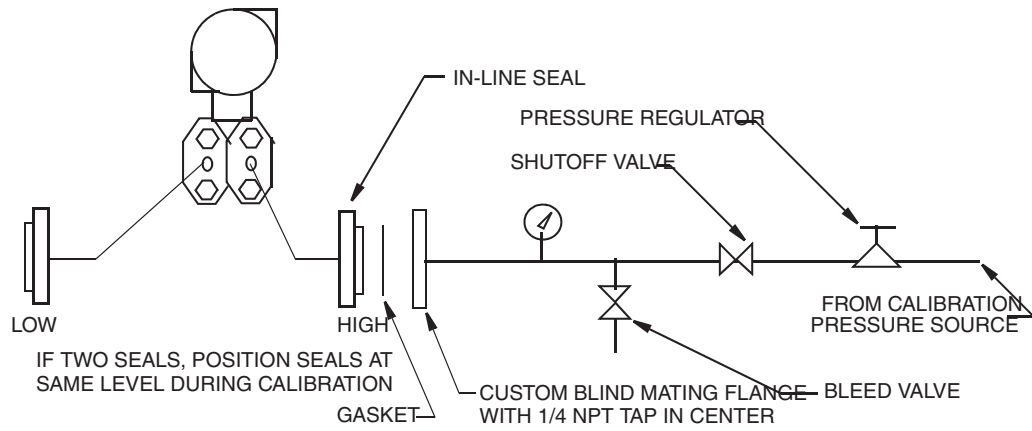 IN-LINE SEAL
PRESSURE REGULATOR
SHUTOFF VALVE
LOW
HIGH
FROM CALIBRATION
PRESSURE SOURCE
IF TWO SEALS, POSITION SEALS AT
SAME LEVEL DURING CALIBRATION
GASKET
CUSTOM BLIND MATING FLANGE
WITH 1/4 NPT TAP IN CENTER
BLEED VALVE